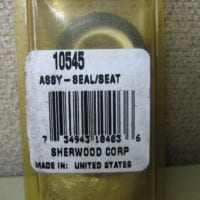 10545
ASSY-SEAL/SEAT
7 34943 18403 6
SHERWOOD CORP
MADE IN: UNITED STATES